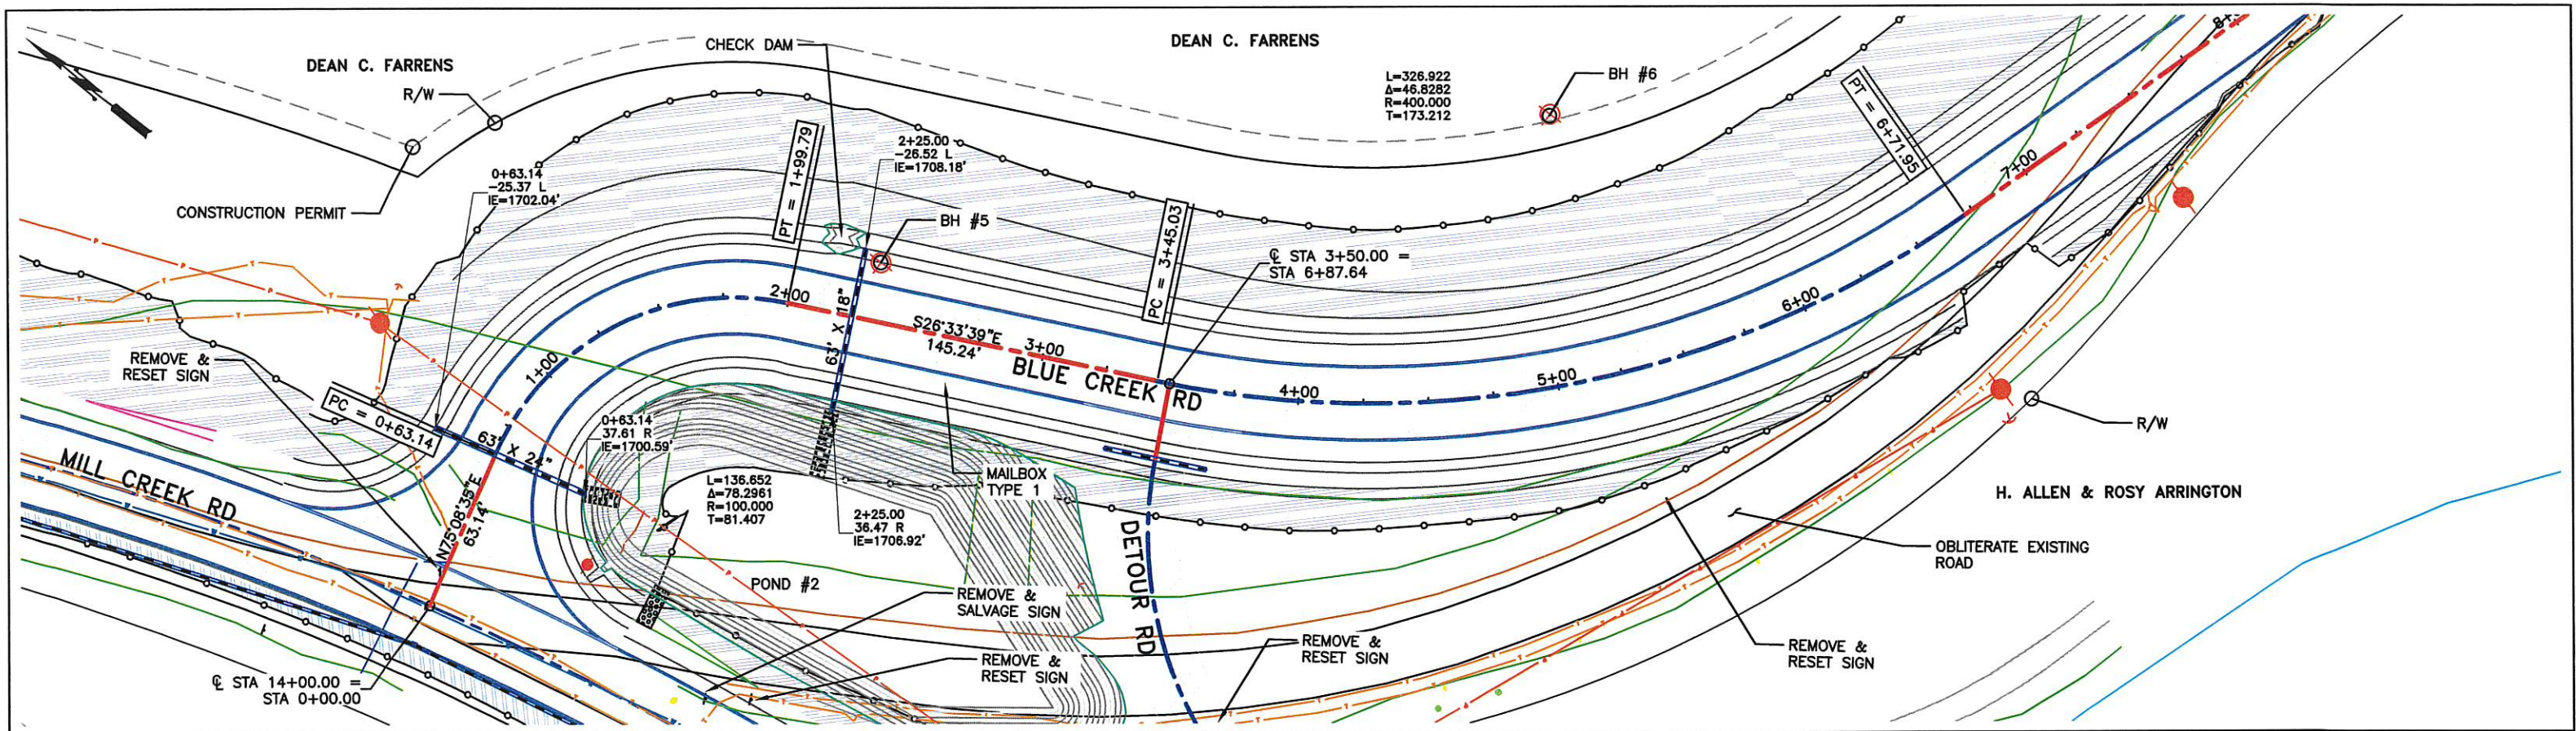 DEAN C. FARRENS
R/W
CHECK DAM
DEAN C. FARRENS
L=326.922
Δ=46.8282
R=400.000
T=173.212
BH #6
PT = 6+71.95
8+
7+00
CONSTRUCTION PERMIT
0+63.14
-25.37 L
IE=1702.04'
PT = 1+99.79
2+25.00
-26.52 L
IE=1708.18'
BH #5
PC = 3+45.03
℄ STA 3+50.00 =
STA 6+87.64
REMOVE &
RESET SIGN
PC = 0+63.14
1+00
2+00
63' X 18"
S26°33'39"E
145.24'
3+00
BLUE CREEK RD
4+00
5+00
6+00
R/W
MILL CREEK RD
63' X 24"
0+63.14
37.61 R
IE=1700.59'
N75°08'35"E
63.14'
L=136.652
Δ=78.2961
R=100.000
T=81.407
2+25.00
36.47 R
IE=1706.92'
MAILBOX
TYPE 1
DETOUR RD
H. ALLEN & ROSY ARRINGTON
OBLITERATE EXISTING
ROAD
POND #2
REMOVE &
SALVAGE SIGN
REMOVE &
RESET SIGN
REMOVE &
RESET SIGN
REMOVE &
RESET SIGN
℄ STA 14+00.00 =
STA 0+00.00